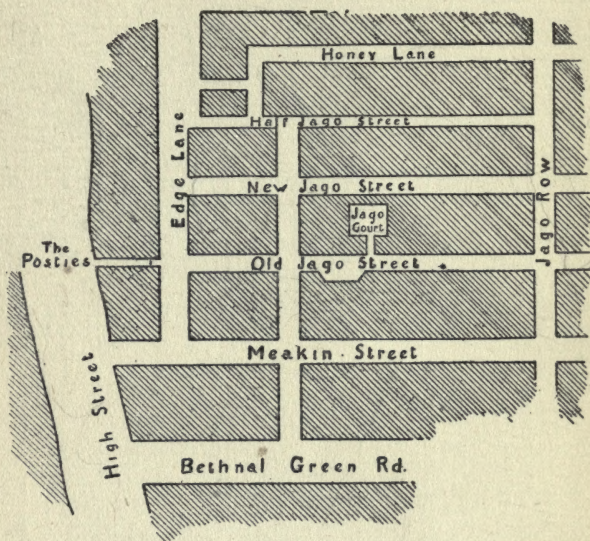 Honey Lane
Half Jago Street
Edge Lane
New Jago Street
Jago Row
Jago
Court
The
Posties
Old Jago Street
Meakin Street
High Street
Bethnal Green Rd.